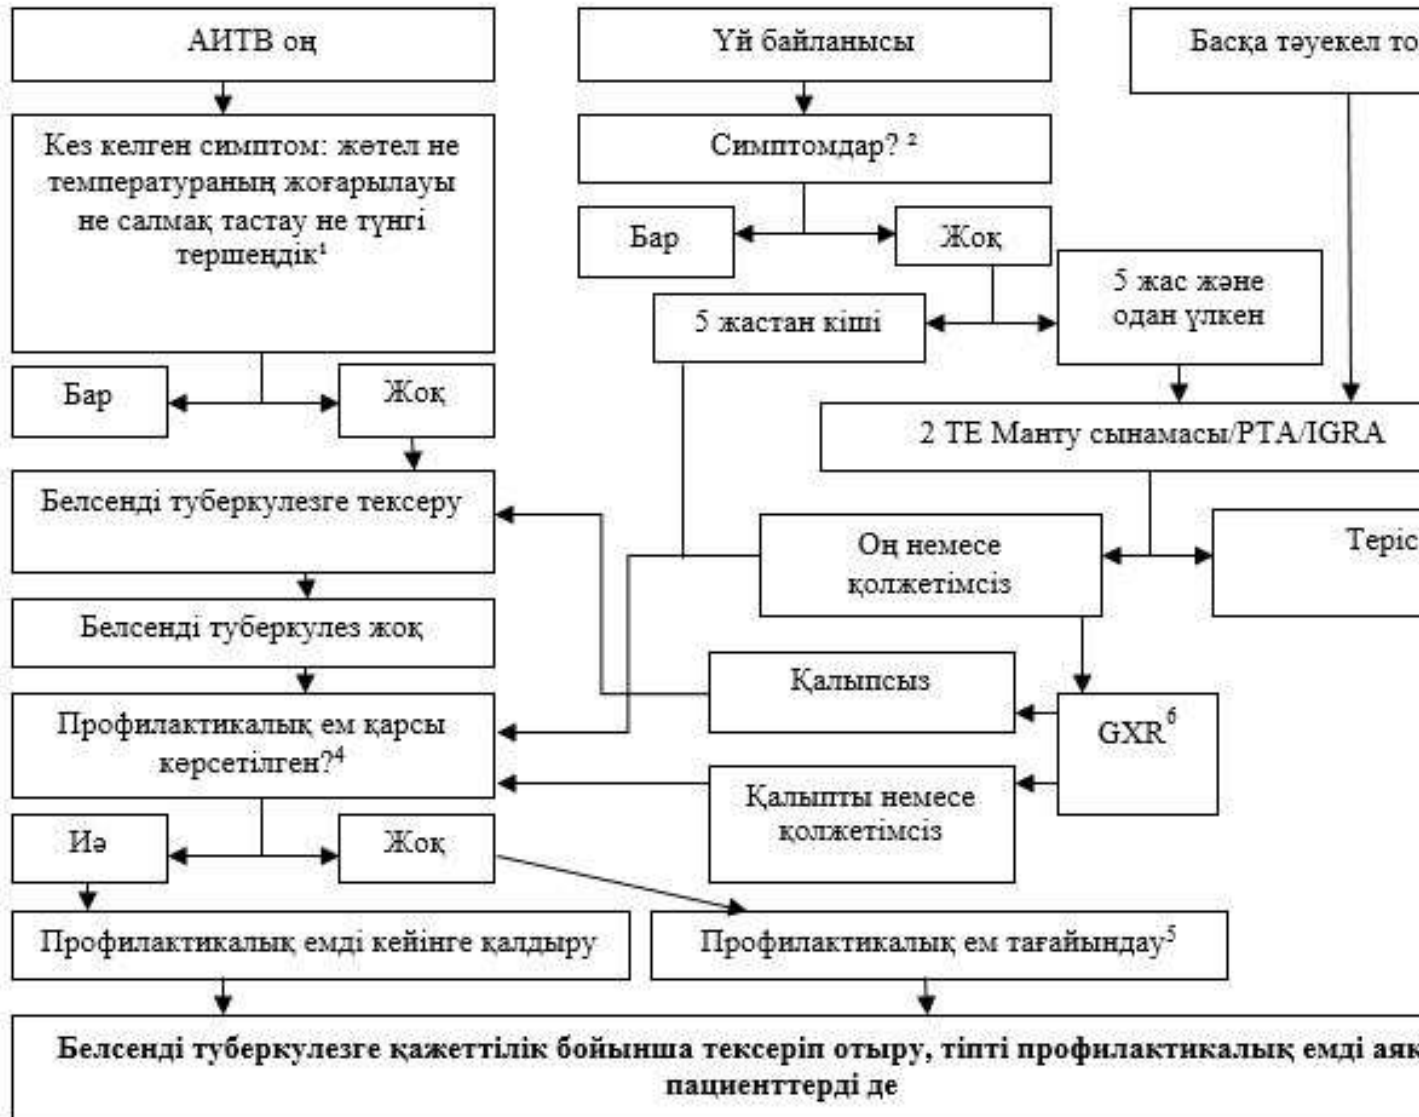 АИТВ оң
Үй байланысы
Басқа тәуекел то
Кез келген симптом: жөтел не
температураның жоғарылауы
не салмақ тастау не түнгі
тершеңдік¹
Симптомдар? ²
Бар
Жоқ
5 жастан кіші
5 жас және
одан үлкен
Бар
Жоқ
2 ТЕ Манту сынамасы/РТА/IGRA
Белсенді туберкулезге тексеру
Оң немесе
қолжетімсіз
Теріс
Белсенді туберкулез жоқ
Қалыпсыз
Профилактикалық ем қарсы
көрсетілген?⁴
GXR⁶
Қалыпты немесе
қолжетімсіз
Иә
Жоқ
Профилактикалық емді кейінге қалдыру
Профилактикалық ем тағайындау⁵
Белсенді туберкулезге қажеттілік бойынша тексеріп отыру, тіпті профилактикалық емді аяқ
пациенттерді де